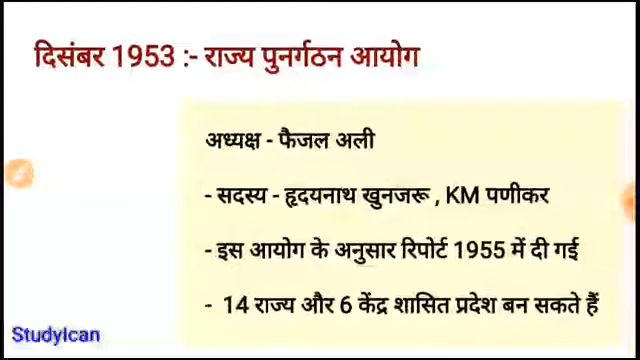 दिसंबर 1953 :- राज्य पुनर्गठन आयोग
अध्यक्ष - फैजल अली
- सदस्य - हृदयनाथ खुनजरू , KM पणीकर
- इस आयोग के अनुसार रिपोर्ट 1955 में दी गई
- 14 राज्य और 6 केंद्र शासित प्रदेश बन सकते हैं
StudyIcan